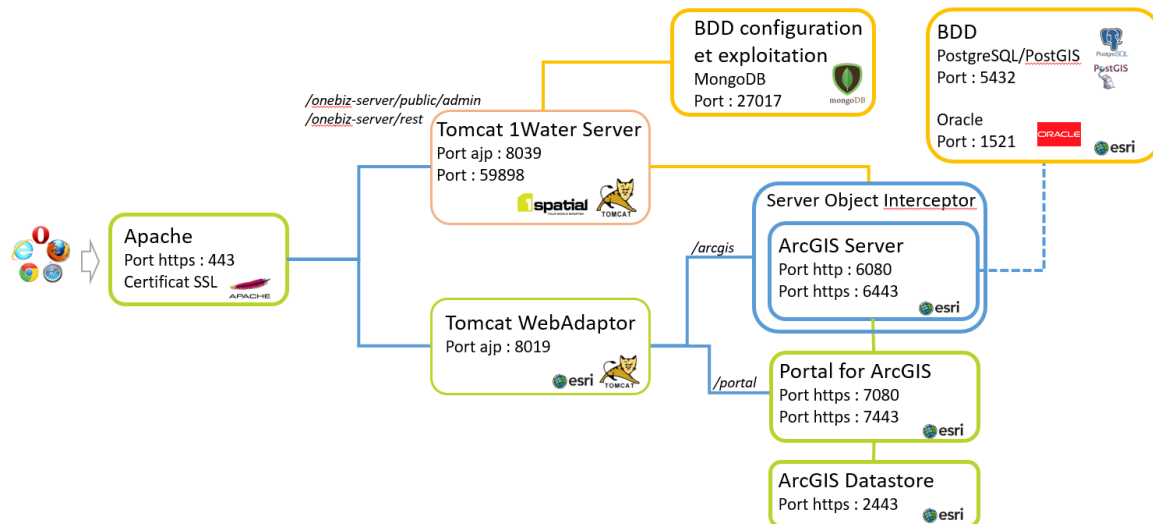 BDD configuration
et exploitation
MongoDB
Port : 27017
mongoDB
BDD
PostgreSQL/PostGIS
Port : 5432
PostgreSQL
PostGIS
Oracle
Port : 1521
ORACLE
esri
/onebiz-server/public/admin
/onebiz-server/rest
Tomcat 1Water Server
Port ajp : 8039
Port : 59898
1spatial
TOMCAT
Server Object Interceptor
ArcGIS Server
Port http : 6080
Port https : 6443
esri
Apache
Port https : 443
Certificat SSL
APACHE
/arcgis
Tomcat WebAdaptor
Port ajp : 8019
esri
TOMCAT
/portal
Portal for ArcGIS
Port https : 7080
Port https : 7443
esri
ArcGIS Datastore
Port https : 2443
esri